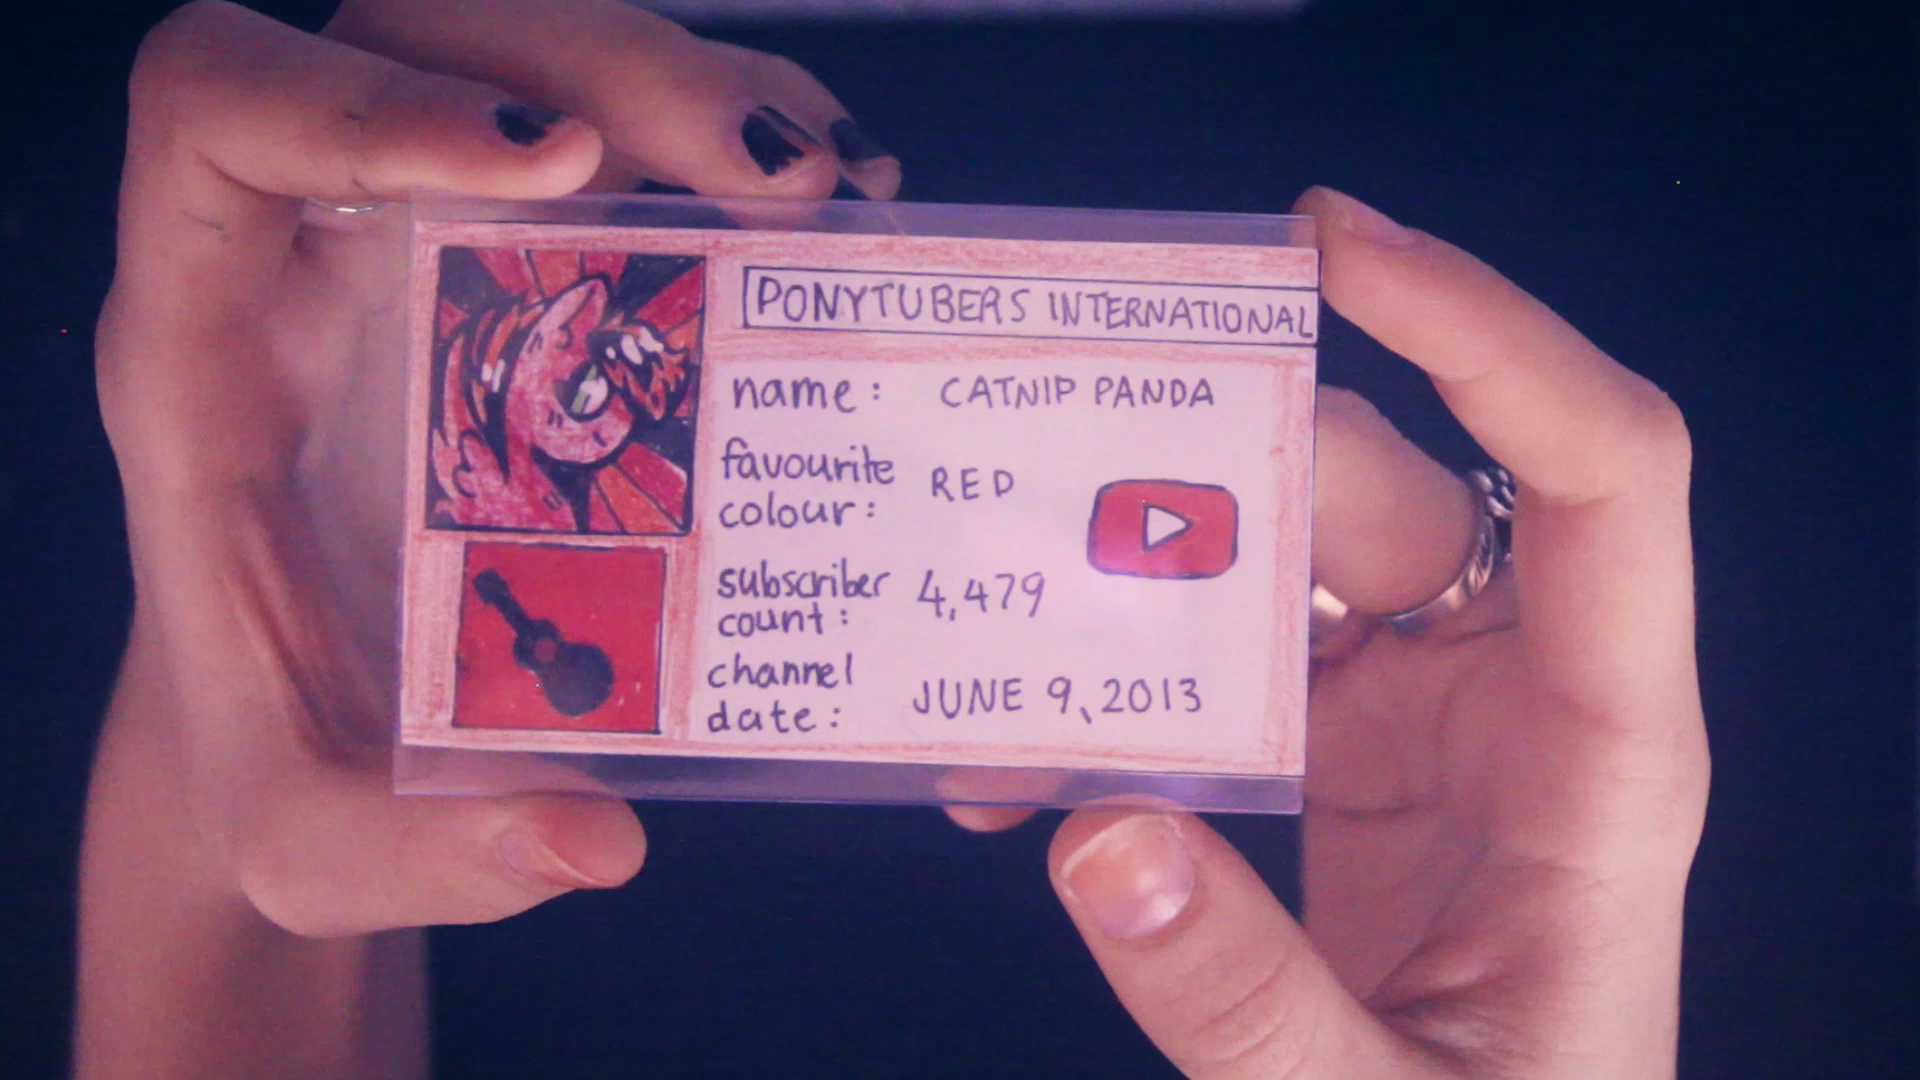 PONYTUBERS INTERNATIONAL
name: CATNIP PANDA
favourite colour: RED
subscriber count: 4,479
channel date: JUNE 9, 2013